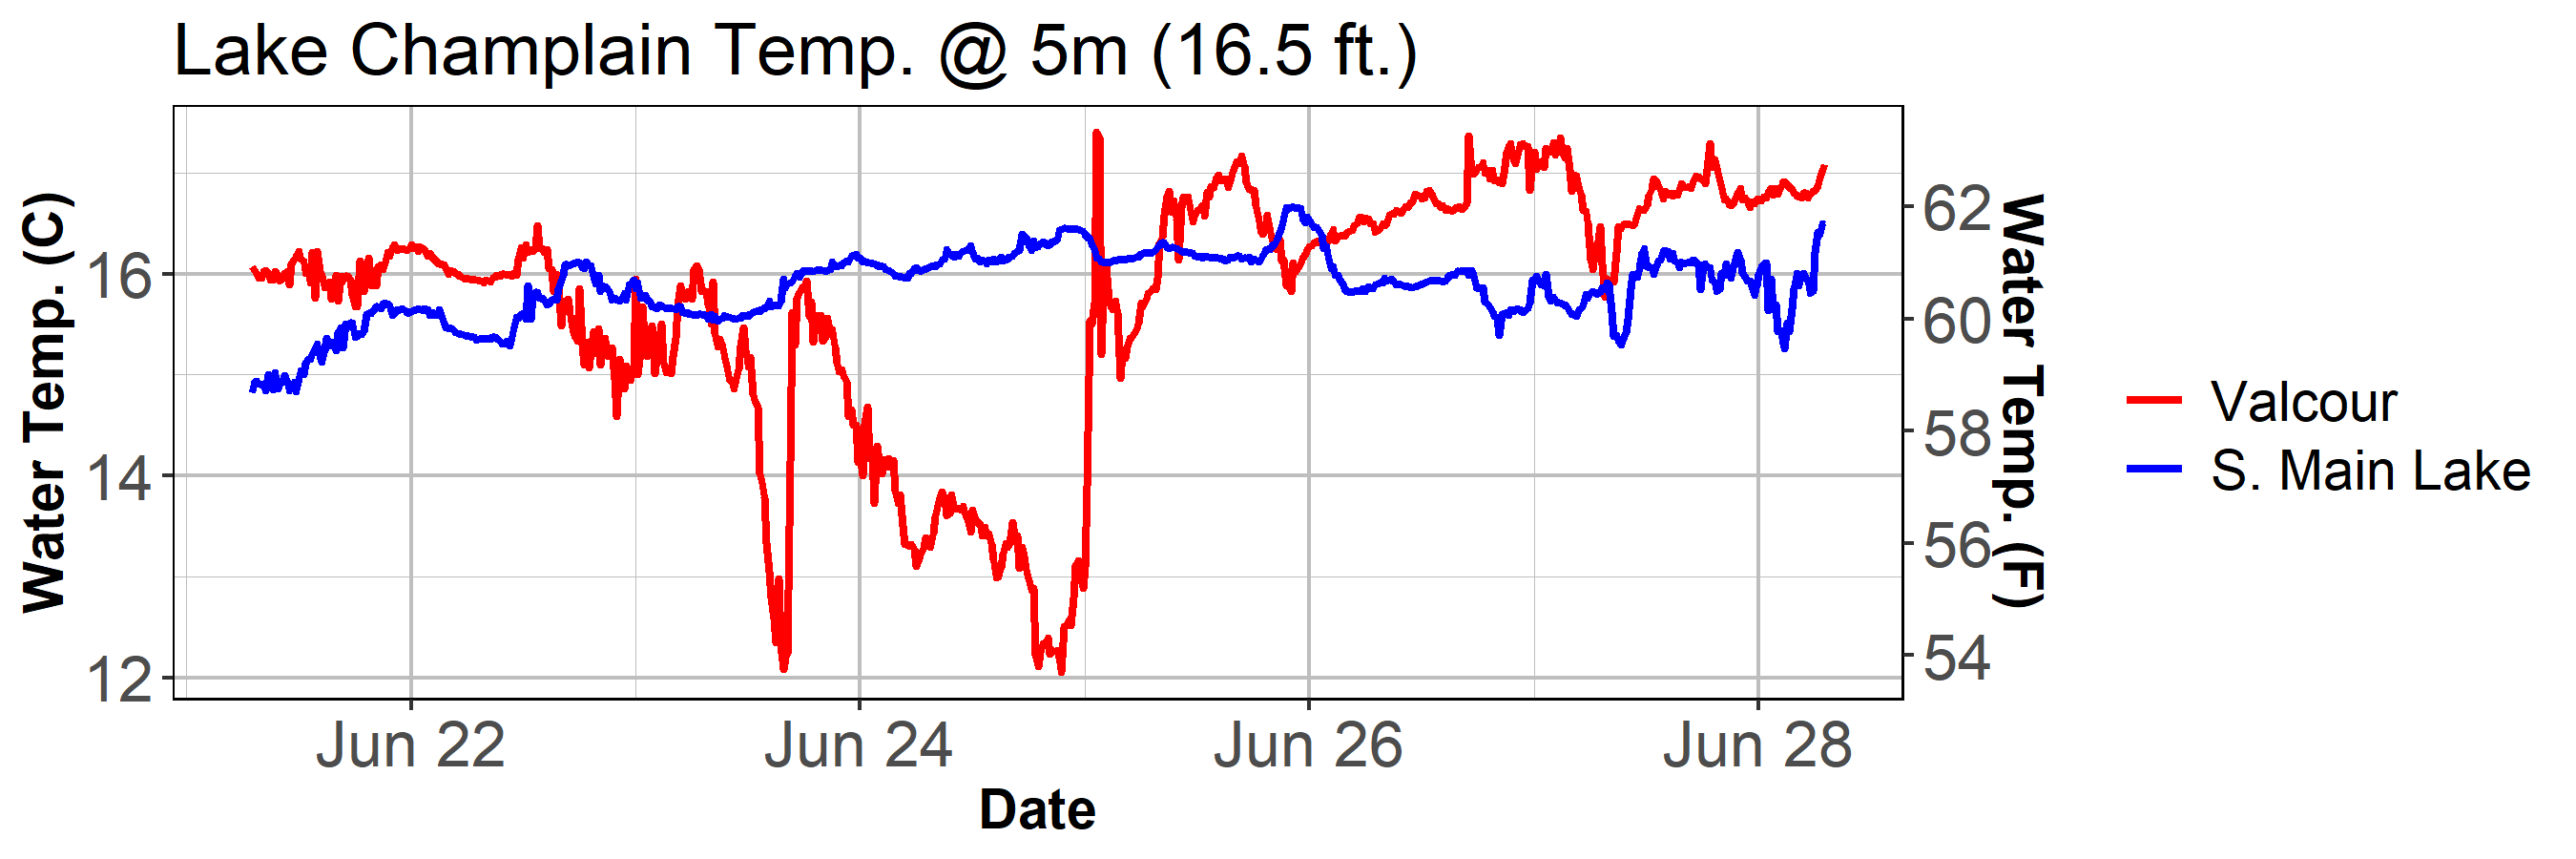 Lake Champlain Temp. @ 5m (16.5 ft.)
Water Temp. (C)
16
14
12
62
60
58
56
54
Water Temp. (F)
Jun 22
Jun 24
Jun 26
Jun 28
Date
Valcour
S. Main Lake